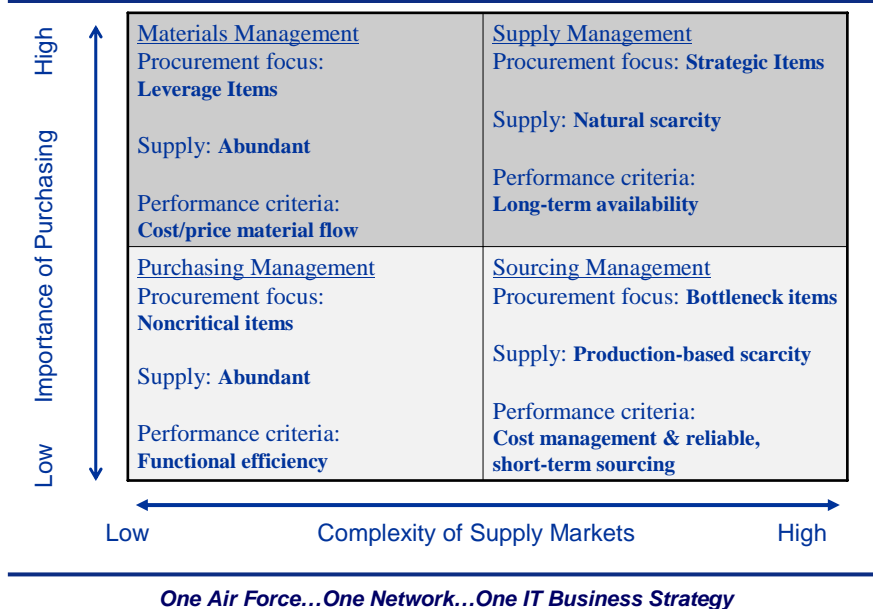 High
Importance of Purchasing
Low
Materials Management
Procurement focus:
Leverage Items
Supply: Abundant
Performance criteria:
Cost/price material flow
Supply Management
Procurement focus: Strategic Items
Supply: Natural scarcity
Performance criteria:
Long-term availability
Purchasing Management
Procurement focus:
Noncritical items
Supply: Abundant
Performance criteria:
Functional efficiency
Sourcing Management
Procurement focus: Bottleneck items
Supply: Production-based scarcity
Performance criteria:
Cost management & reliable,
short-term sourcing
Low
Complexity of Supply Markets
High
One Air Force…One Network…One IT Business Strategy